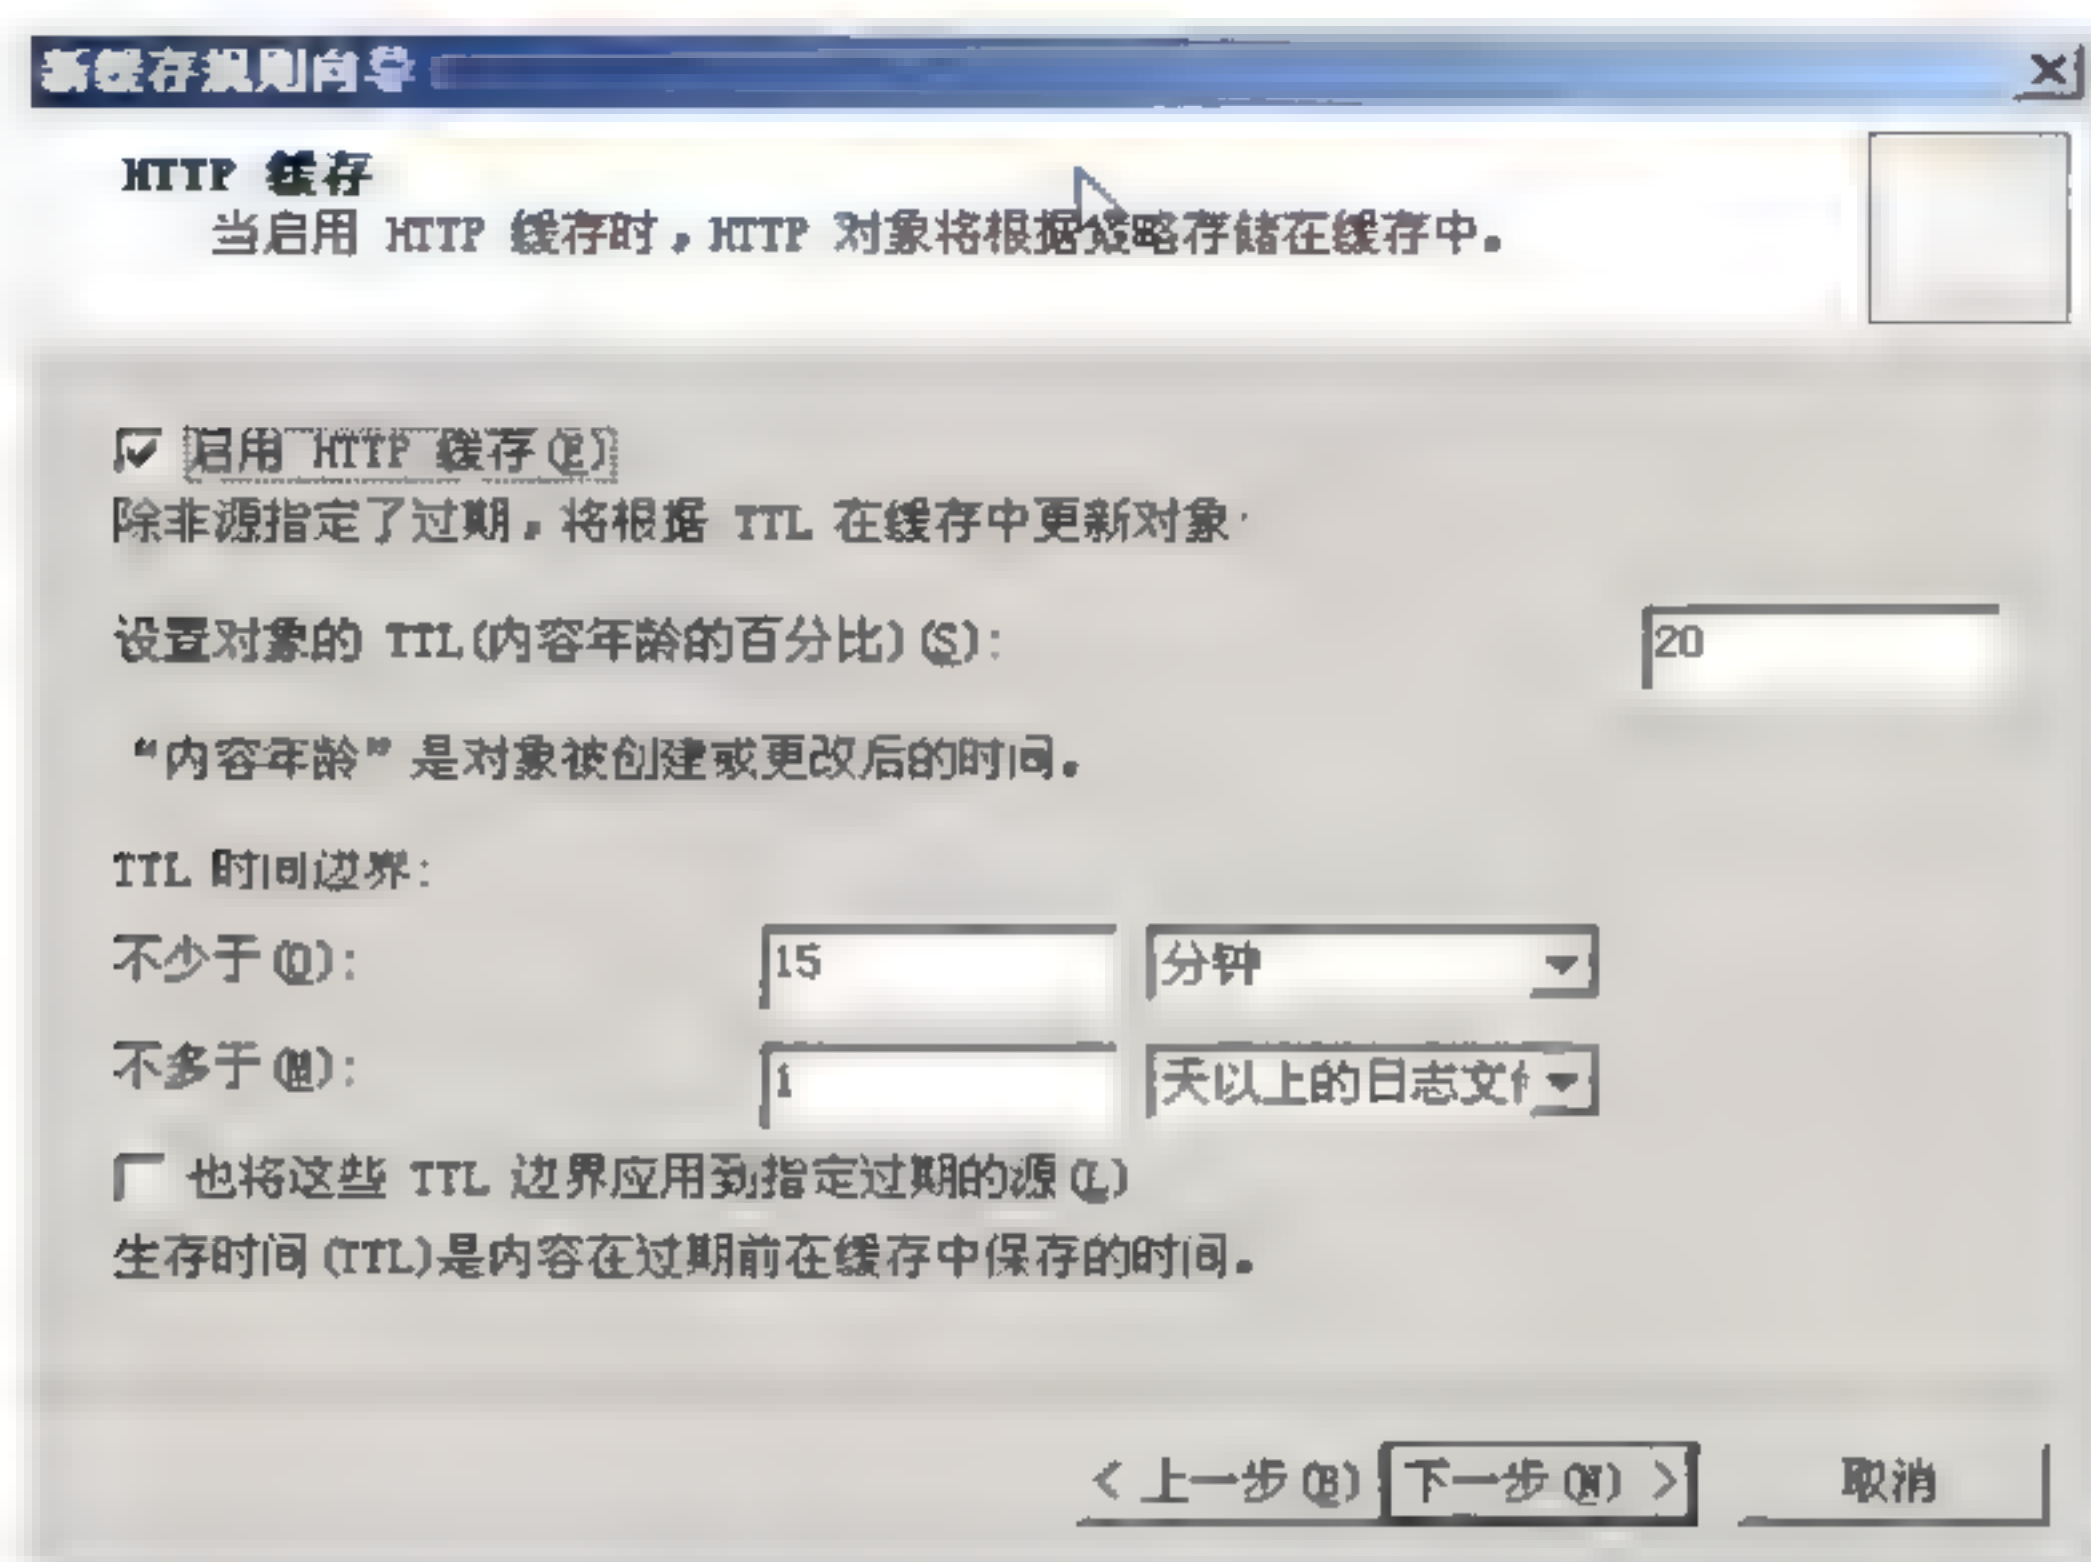 新缓存规则向导
HTTP 缓存
当启用 HTTP 缓存时，HTTP 对象将根据策略存储在缓存中。
启用 HTTP 缓存(E)
除非源指定了过期，将根据 TTL 在缓存中更新对象
设置对象的 TTL(内容年龄的百分比)(S): 20
“内容年龄”是对象被创建或更改后的时间。
TTL 时间边界:
不少于(O): 15 分钟
不多于(M): 1 天以上的日志文件
也将这些 TTL 边界应用到指定过期的源(L)
生存时间(TTL)是内容在过期前在缓存中保存的时间。
< 上一步(B) 下一步(N) > 取消